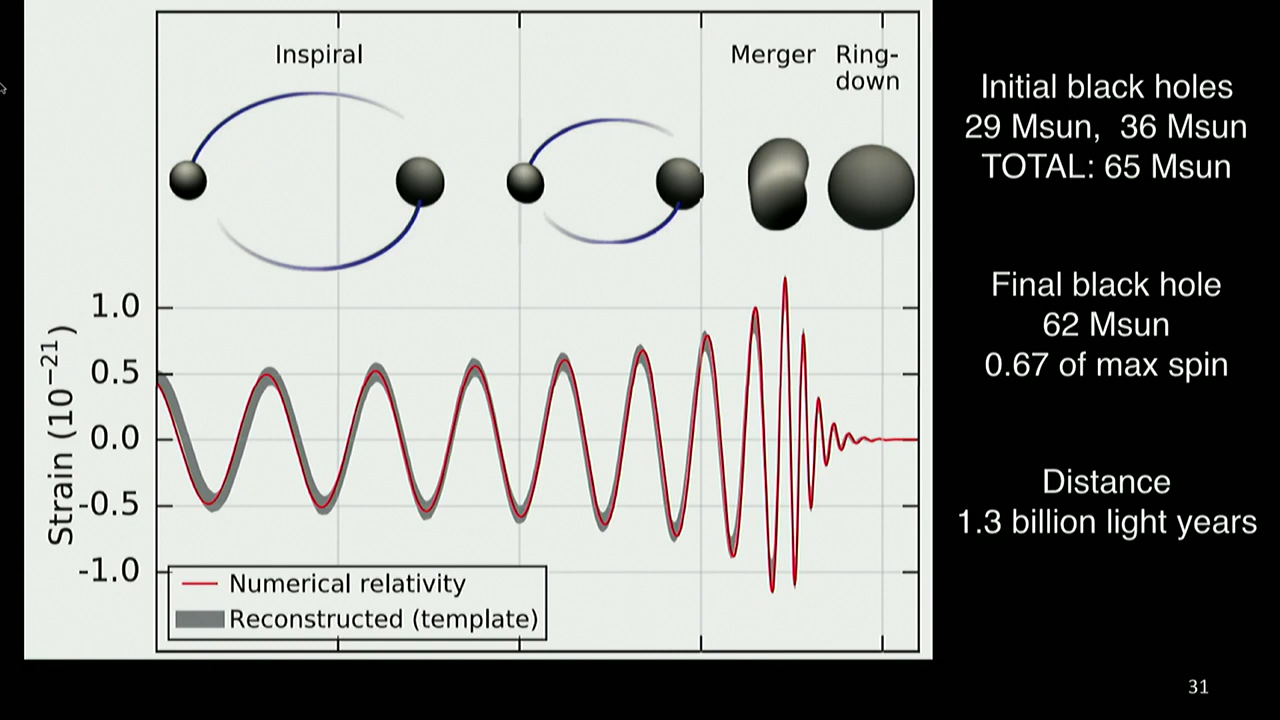 Inspiral
Merger
Ring-
down
1.0
0.5
0.0
-0.5
-1.0
Strain (10⁻²¹)
Numerical relativity
Reconstructed (template)
Initial black holes
29 Msun,  36 Msun
TOTAL: 65 Msun
Final black hole
62 Msun
0.67 of max spin
Distance
1.3 billion light years
31